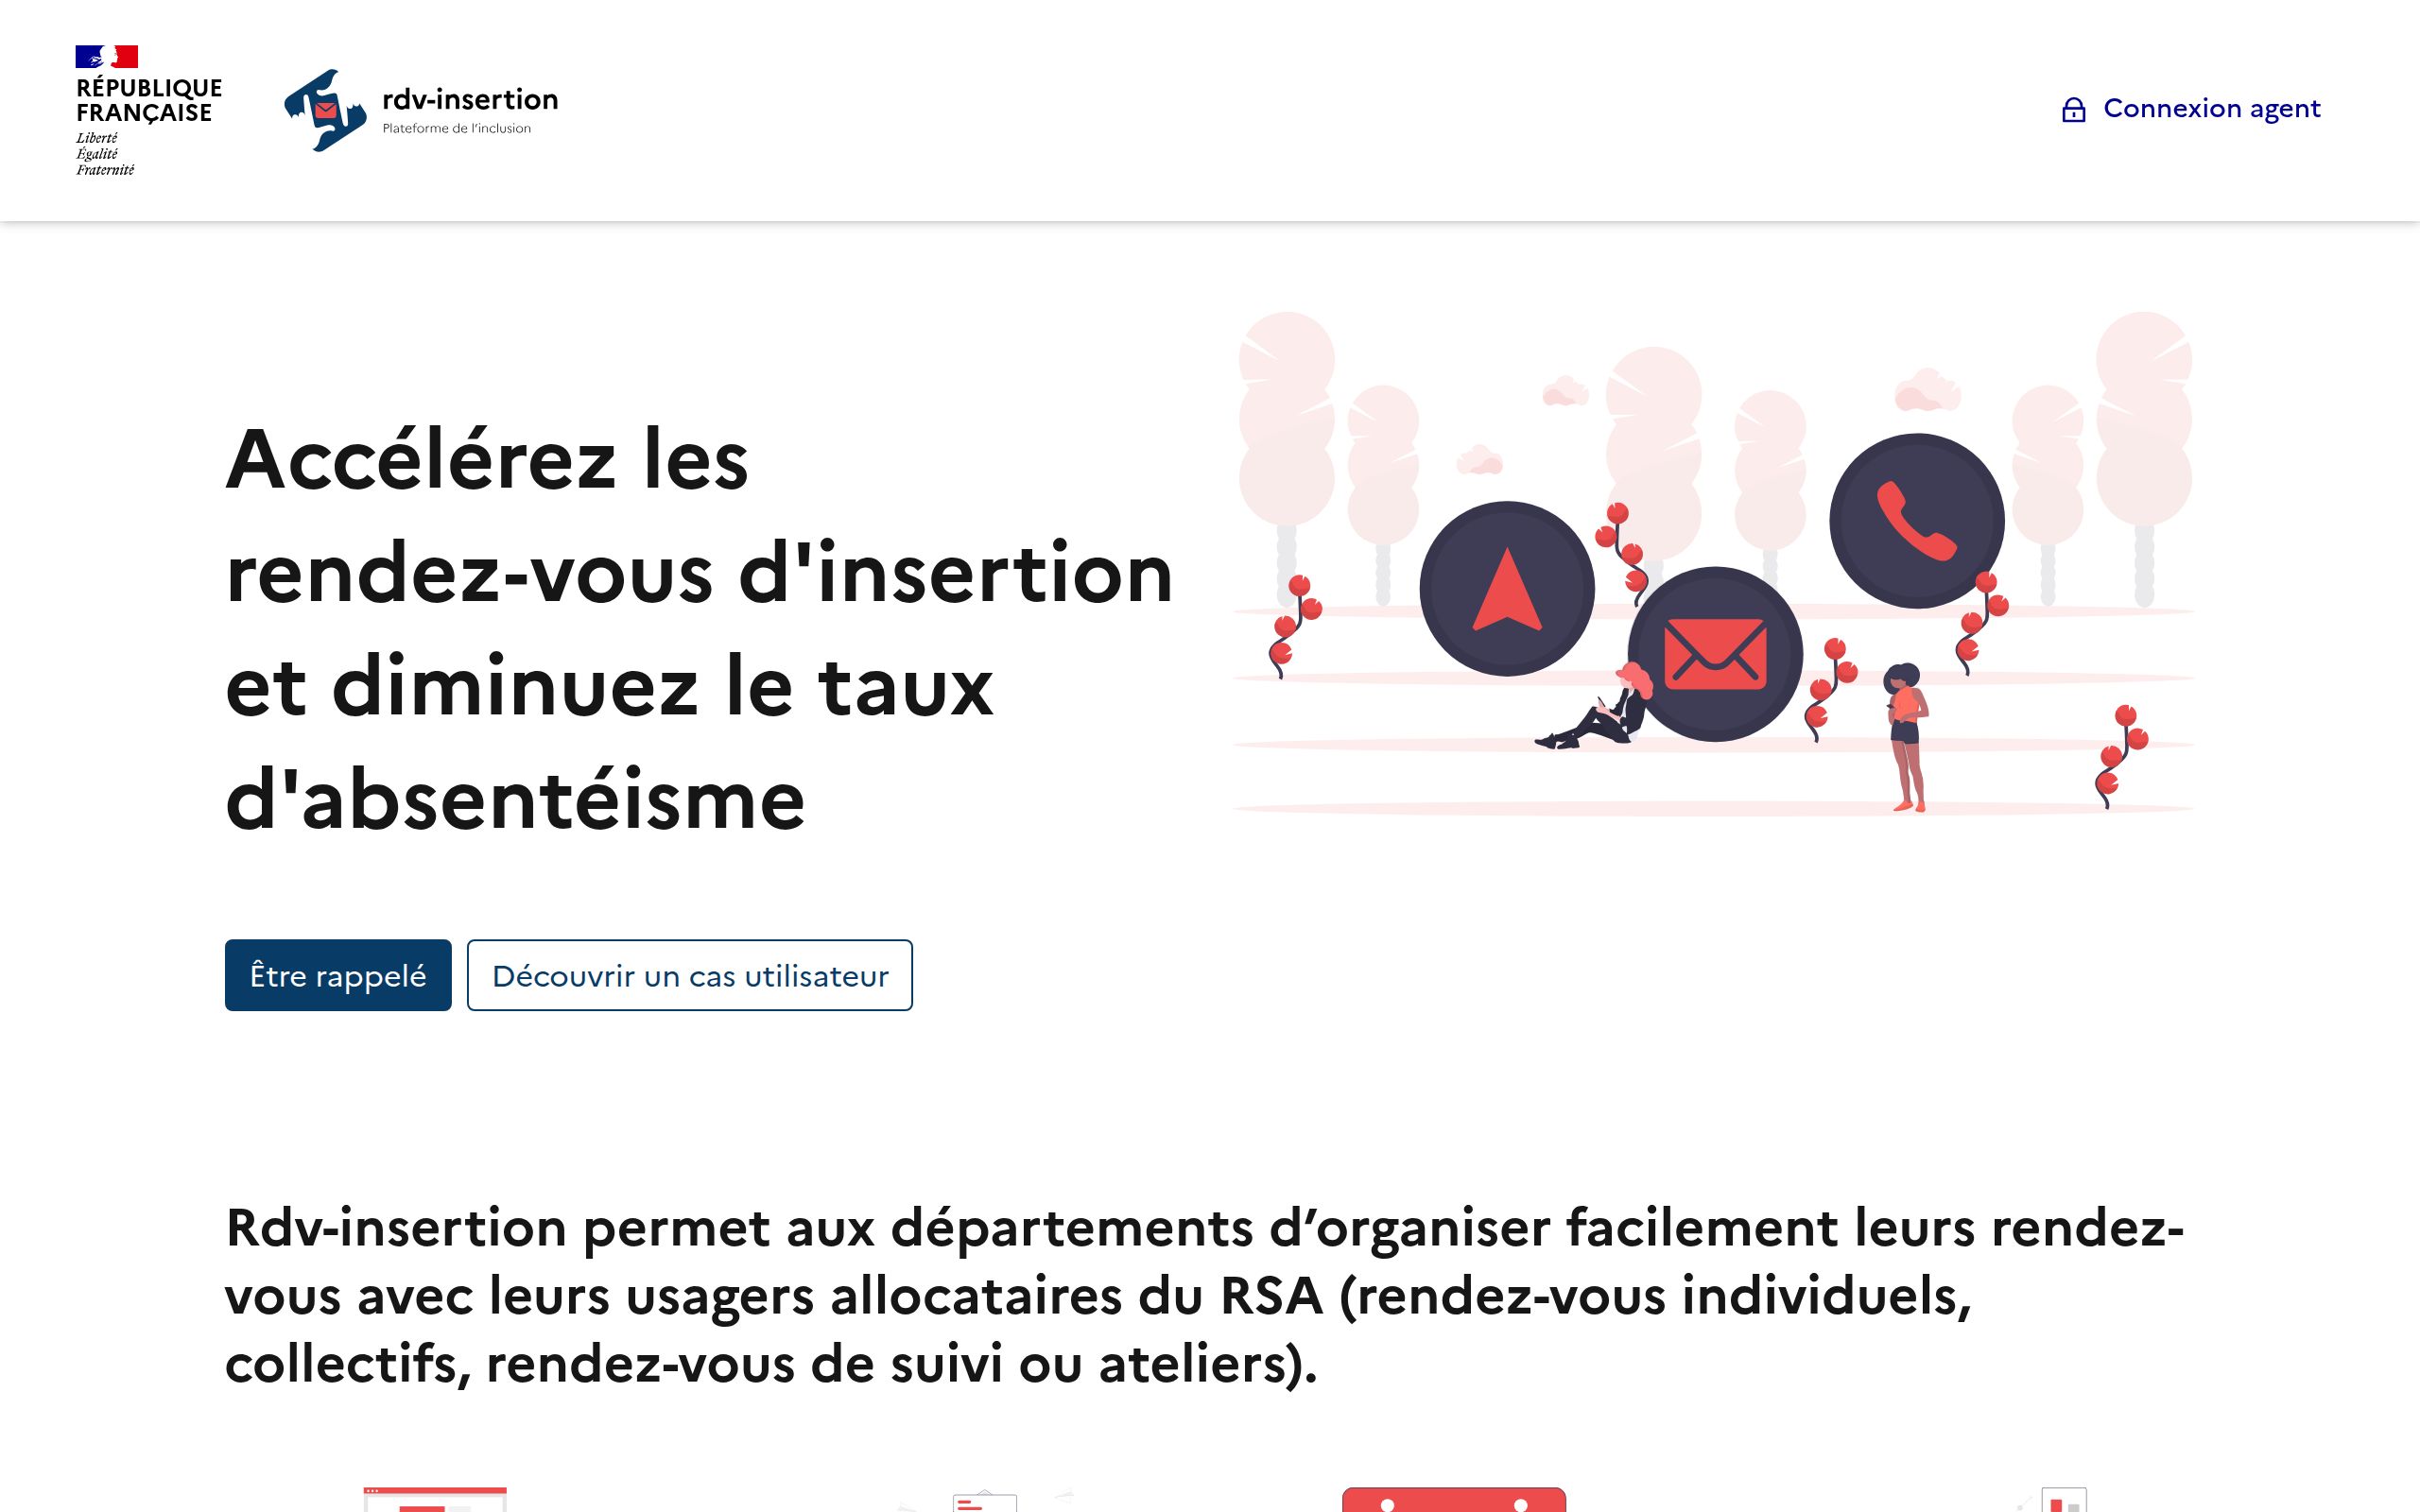 RÉPUBLIQUE
FRANÇAISE
Liberté
Égalité
Fraternité
rdv-insertion
Plateforme de l'inclusion
Connexion agent
Accélérez les
rendez-vous d'insertion
et diminuez le taux
d'absentéisme
Être rappelé
Découvrir un cas utilisateur
Rdv-insertion permet aux départements d’organiser facilement leurs rendez-
vous avec leurs usagers allocataires du RSA (rendez-vous individuels,
collectifs, rendez-vous de suivi ou ateliers).